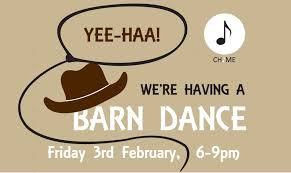 YEE-HAA!
CH ME
WE'RE HAVING A
BARN DANCE
Friday 3rd February, 6-9pm